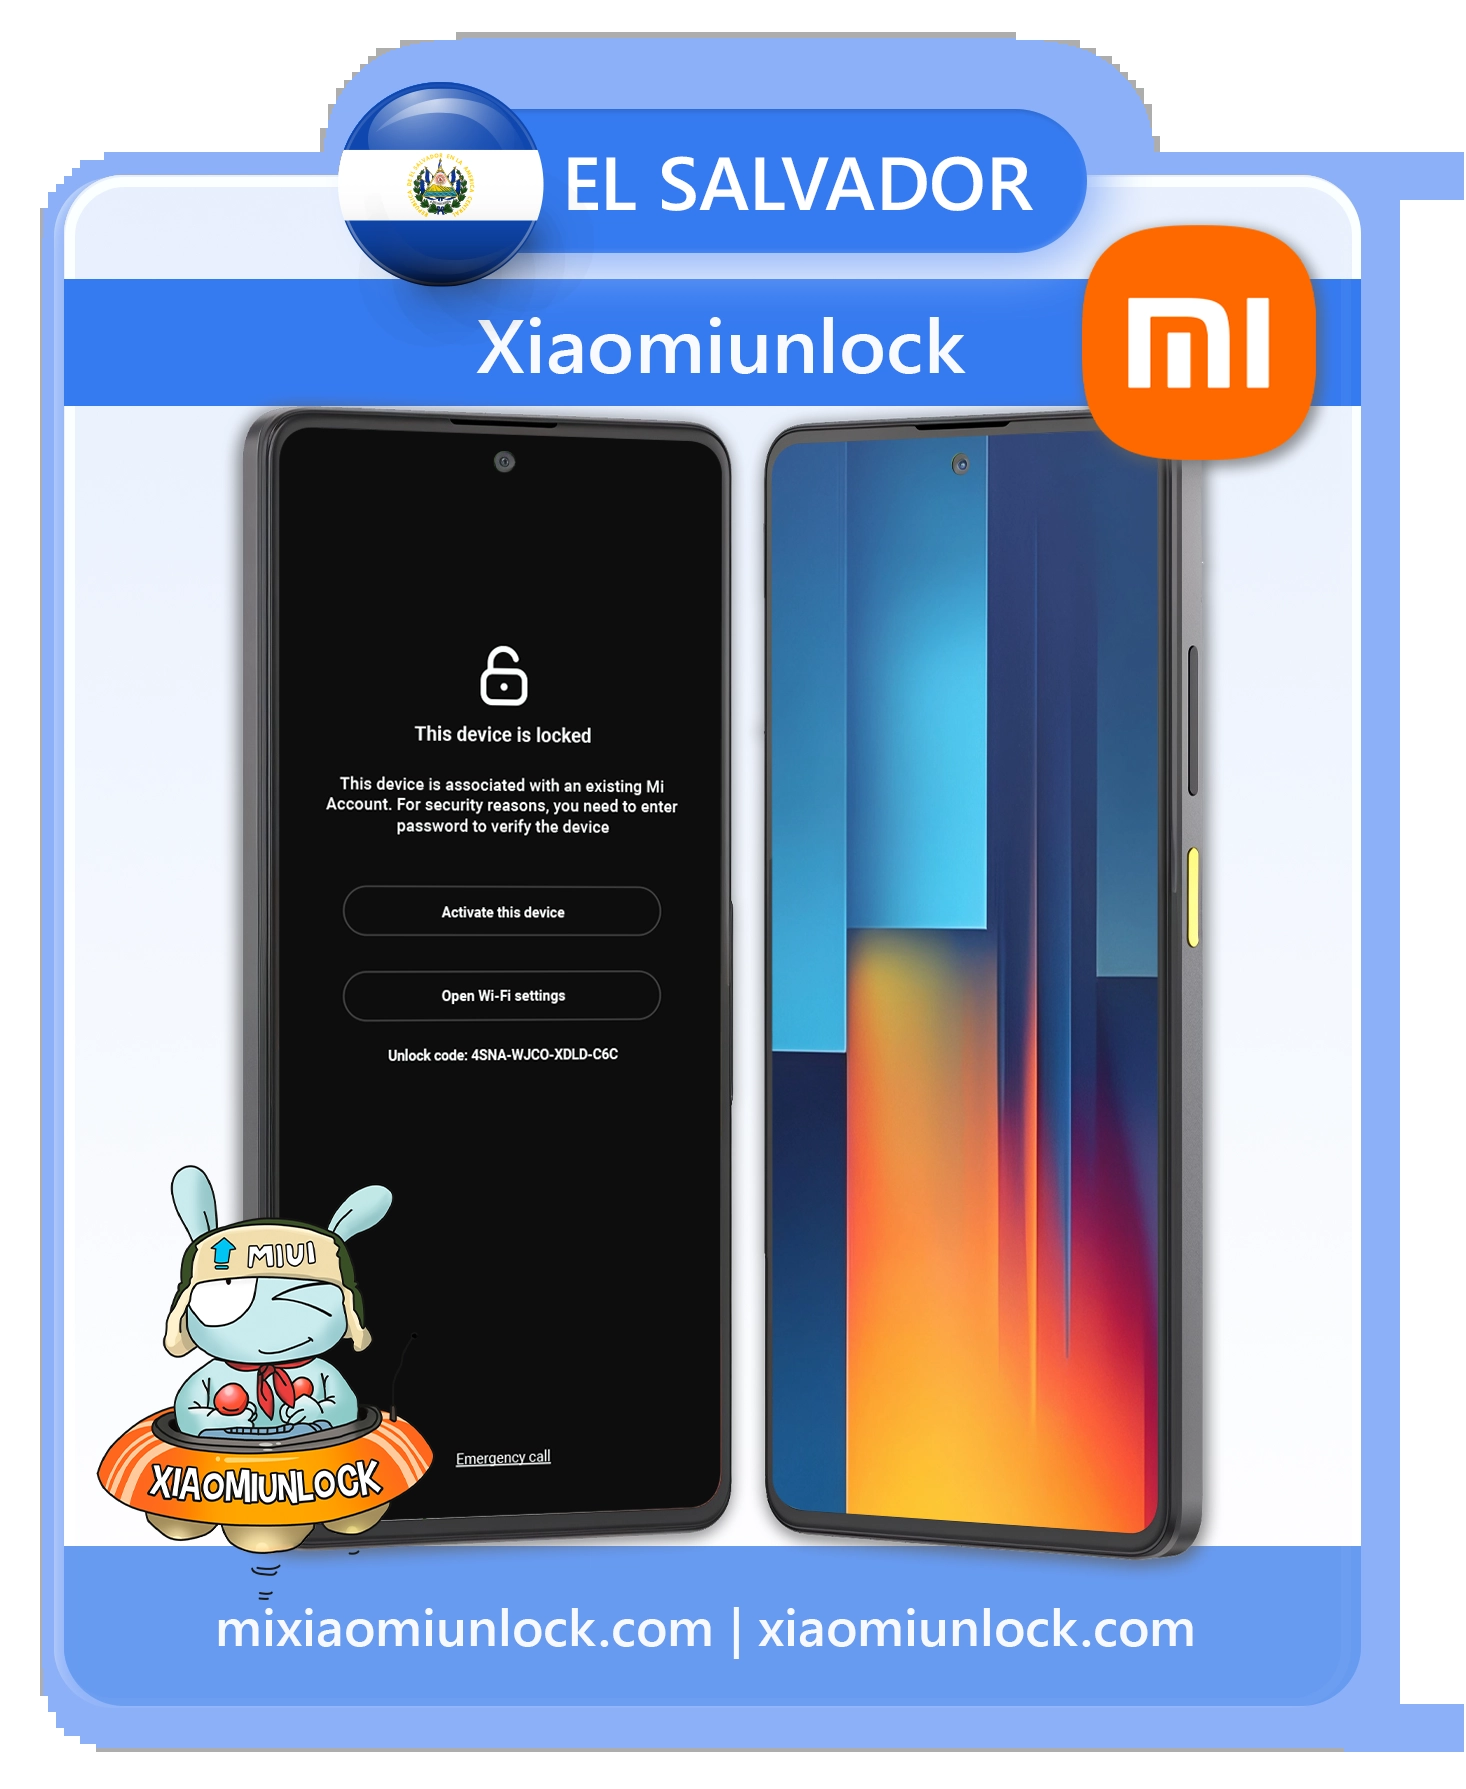 EL SALVADOR
Xiaomiunlock
mi
This device is locked
This device is associated with an existing Mi
Account. For security reasons, you need to enter
password to verify the device
Activate this device
Open Wi-Fi settings
Unlock code: 4SNA-WJCO-XDLD-C6C
MIUI
XIAOMIUNLOCK
Emergency call
mixiaomiunlock.com | xiaomiunlock.com